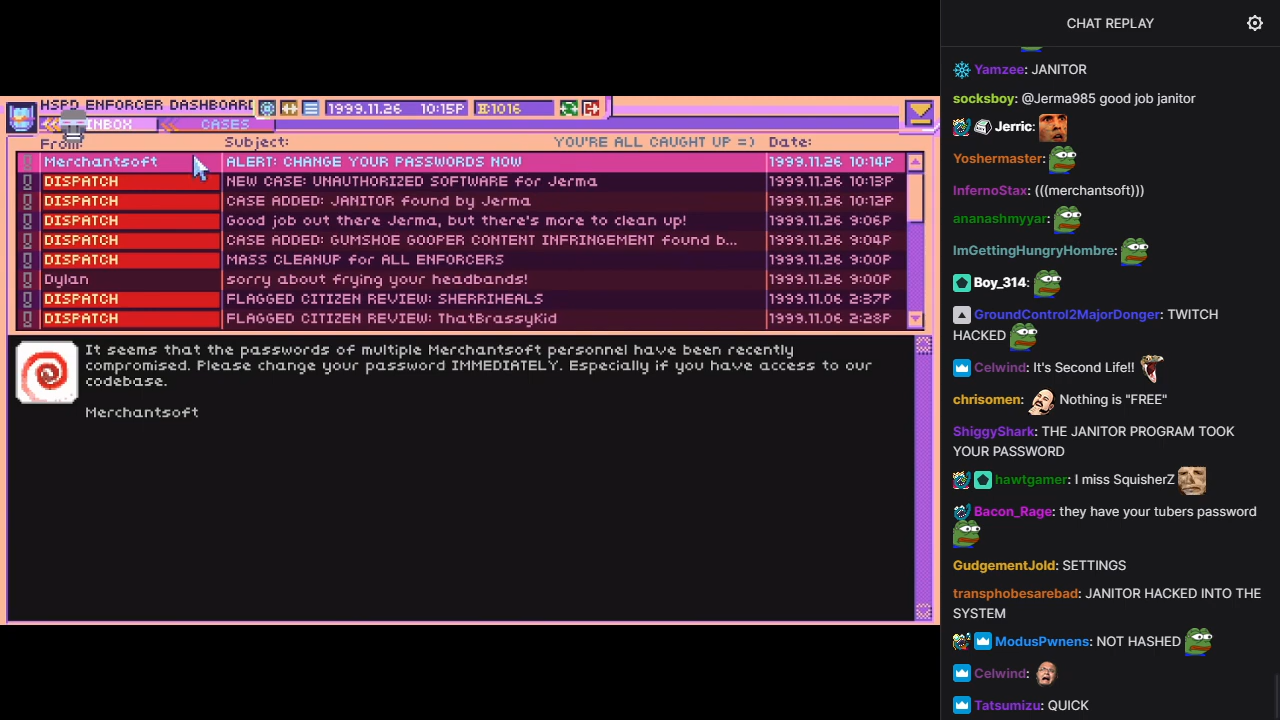 HSPD ENFORCER DASHBOARD
1999.11.26 10:15P
1016
INBOX
CASES
From:
Subject:
YOU'RE ALL CAUGHT UP =)
Date:
Merchantsoft ALERT: CHANGE YOUR PASSWORDS NOW 1999.11.26 10:14P
DISPATCH NEW CASE: UNAUTHORIZED SOFTWARE for Jerma 1999.11.26 10:13P
DISPATCH CASE ADDED: JANITOR found by Jerma 1999.11.26 10:12P
DISPATCH Good job out there Jerma, but there's more to clean up! 1999.11.26 9:06P
DISPATCH CASE ADDED: GUMSHOE GOOPER CONTENT INFRINGEMENT found b... 1999.11.26 9:04P
DISPATCH MASS CLEANUP for ALL ENFORCERS 1999.11.26 9:00P
Dylan sorry about frying your headbands! 1999.11.26 9:00P
DISPATCH FLAGGED CITIZEN REVIEW: SHERRIHEALS 1999.11.06 2:37P
DISPATCH FLAGGED CITIZEN REVIEW: ThatBrassyKid 1999.11.06 2:28P
It seems that the passwords of multiple Merchantsoft personnel have been recently
compromised. Please change your password IMMEDIATELY. Especially if you have access to our
codebase.
Merchantsoft
CHAT REPLAY
Yamzee: JANITOR
socksboy: @Jerma985 good job janitor
Jerric:
Yoshermaster:
InfernoStax: (((merchantsoft)))
ananashmyyar:
ImGettingHungryHombre:
Boy_314:
GroundControl2MajorDonger: TWITCH
HACKED
Celwind: It's Second Life!!
chrisomen: Nothing is "FREE"
ShiggyShark: THE JANITOR PROGRAM TOOK
YOUR PASSWORD
hawtgamer: I miss SquisherZ
Bacon_Rage: they have your tubers password
GudgementJold: SETTINGS
transphobesarebad: JANITOR HACKED INTO THE
SYSTEM
ModusPwnens: NOT HASHED
Celwind:
Tatsumizu: QUICK